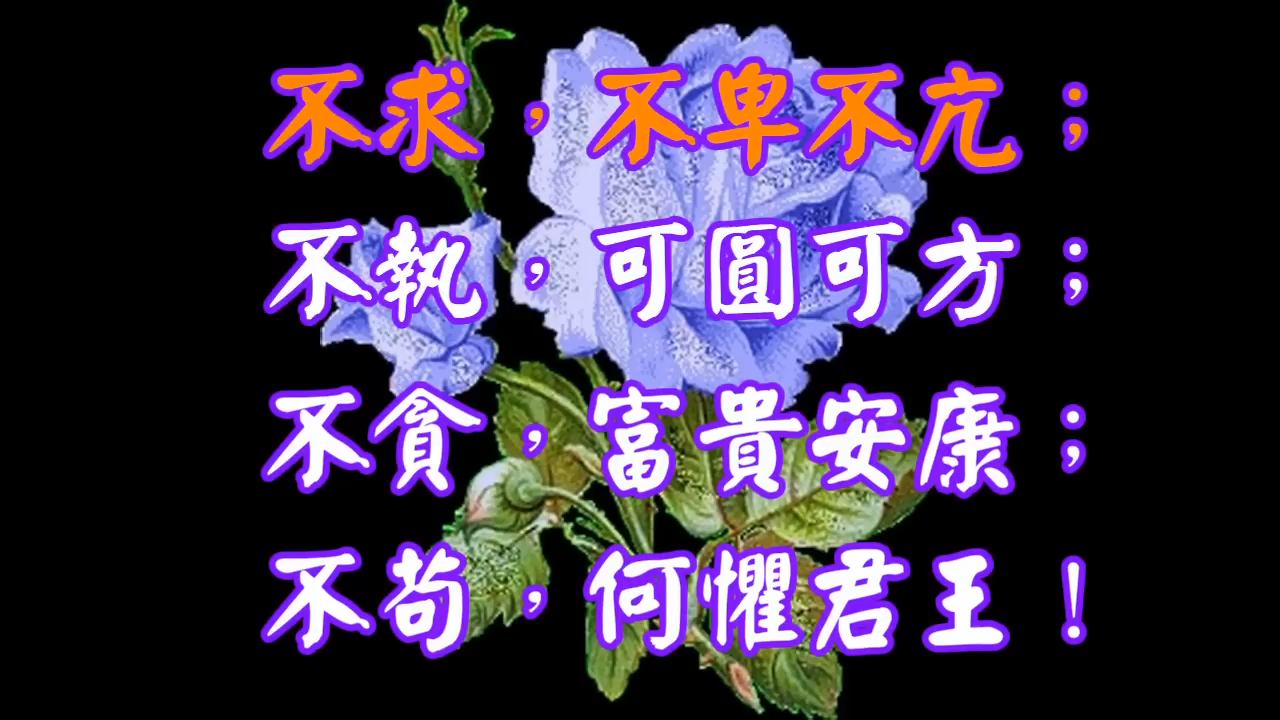 不求，不卑不亢；
不執，可圓可方；
不貪，富貴安康；
不苟，何懼君王！